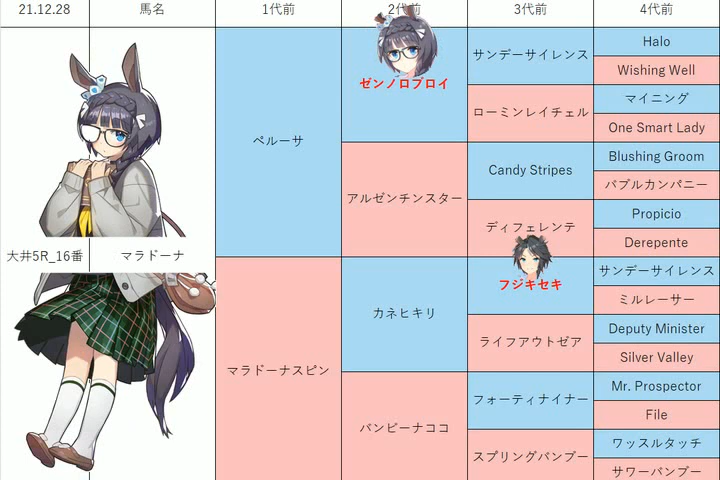 21.12.28 馬名 1代前 2代前 3代前 4代前
大井5R_16番 マラドーナ
ペルーサ
マラドーナスピン
ゼンノロブロイ
アルゼンチンスター
カネヒキリ
バンビーナココ
サンデーサイレンス
ローミンレイチェル
Candy Stripes
ディフェレンテ
フジキセキ
ライフアウトゼア
フォーティナイナー
スプリングバンブー
Halo
Wishing Well
マイニング
One Smart Lady
Blushing Groom
バブルカンパニー
Propicio
Derepente
サンデーサイレンス
ミルレーサー
Deputy Minister
Silver Valley
Mr. Prospector
File
ワッスルタッチ
サワーバンブー